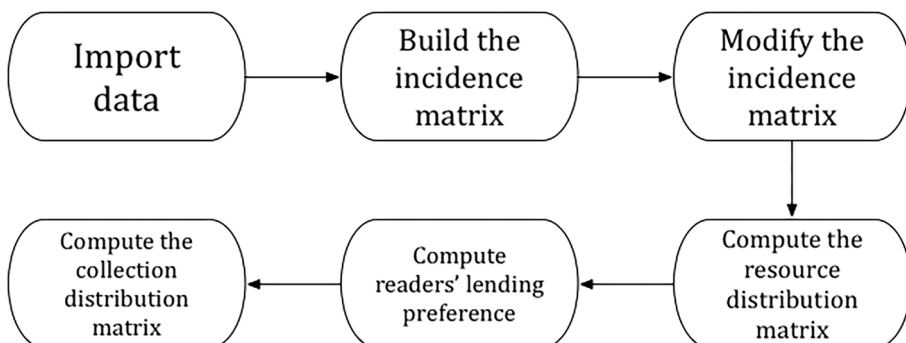 Import
data
Build the
incidence
matrix
Modify the
incidence
matrix
Compute the
resource
distribution
matrix
Compute
readers' lending
preference
Compute the
collection
distribution
matrix